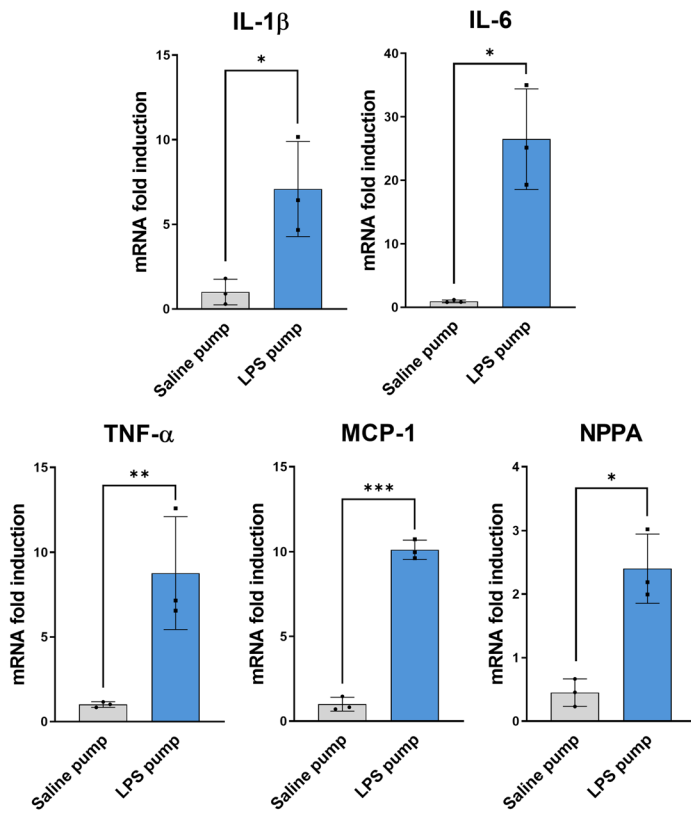 IL-1β
mRNA fold induction
15
10
5
0
*
Saline pump
LPS pump
IL-6
mRNA fold induction
40
30
20
10
0
*
Saline pump
LPS pump
TNF-α
mRNA fold induction
15
10
5
0
**
Saline pump
LPS pump
MCP-1
mRNA fold induction
15
10
5
0
***
Saline pump
LPS pump
NPPA
mRNA fold induction
4
3
2
1
0
*
Saline pump
LPS pump